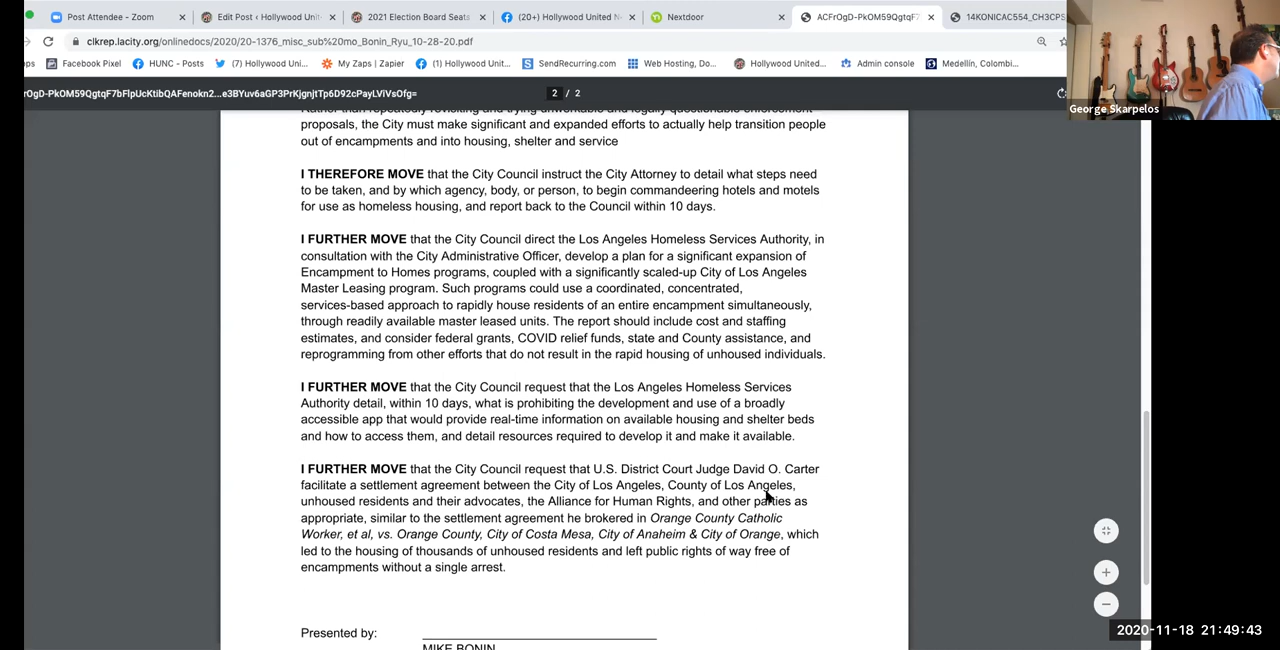 Post Attendee - Zoom
Edit Post ‹ Hollywood Unit
2021 Election Board Seats
(20+) Hollywood United N
Nextdoor
ACFrOgD-PkOM59QgtqF7
14KONICAC554_CH3CPS
clkrep.lacity.org/onlinedocs/2020/20-1376_misc_sub%20mo_Bonin_Ryu_10-28-20.pdf
Facebook Pixel
HUNC - Posts
(7) Hollywood Uni...
My Zaps | Zapier
(1) Hollywood Unit...
SendRecurring.com
Web Hosting, Do...
Hollywood United...
Admin console
Medellín, Colombi...
2 / 2
George Skarpelos
proposals, the City must make significant and expanded efforts to actually help transition people
out of encampments and into housing, shelter and service
I THEREFORE MOVE that the City Council instruct the City Attorney to detail what steps need
to be taken, and by which agency, body, or person, to begin commandeering hotels and motels
for use as homeless housing, and report back to the Council within 10 days.
I FURTHER MOVE that the City Council direct the Los Angeles Homeless Services Authority, in
consultation with the City Administrative Officer, develop a plan for a significant expansion of
Encampment to Homes programs, coupled with a significantly scaled-up City of Los Angeles
Master Leasing program. Such programs could use a coordinated, concentrated,
services-based approach to rapidly house residents of an entire encampment simultaneously,
through readily available master leased units. The report should include cost and staffing
estimates, and consider federal grants, COVID relief funds, state and County assistance, and
reprogramming from other efforts that do not result in the rapid housing of unhoused individuals.
I FURTHER MOVE that the City Council request that the Los Angeles Homeless Services
Authority detail, within 10 days, what is prohibiting the development and use of a broadly
accessible app that would provide real-time information on available housing and shelter beds
and how to access them, and detail resources required to develop it and make it available.
I FURTHER MOVE that the City Council request that U.S. District Court Judge David O. Carter
facilitate a settlement agreement between the City of Los Angeles, County of Los Angeles,
unhoused residents and their advocates, the Alliance for Human Rights, and other parties as
appropriate, similar to the settlement agreement he brokered in Orange County Catholic
Worker, et al, vs. Orange County, City of Costa Mesa, City of Anaheim & City of Orange, which
led to the housing of thousands of unhoused residents and left public rights of way free of
encampments without a single arrest.
Presented by:
MIKE BONIN
2020-11-18 21:49:43